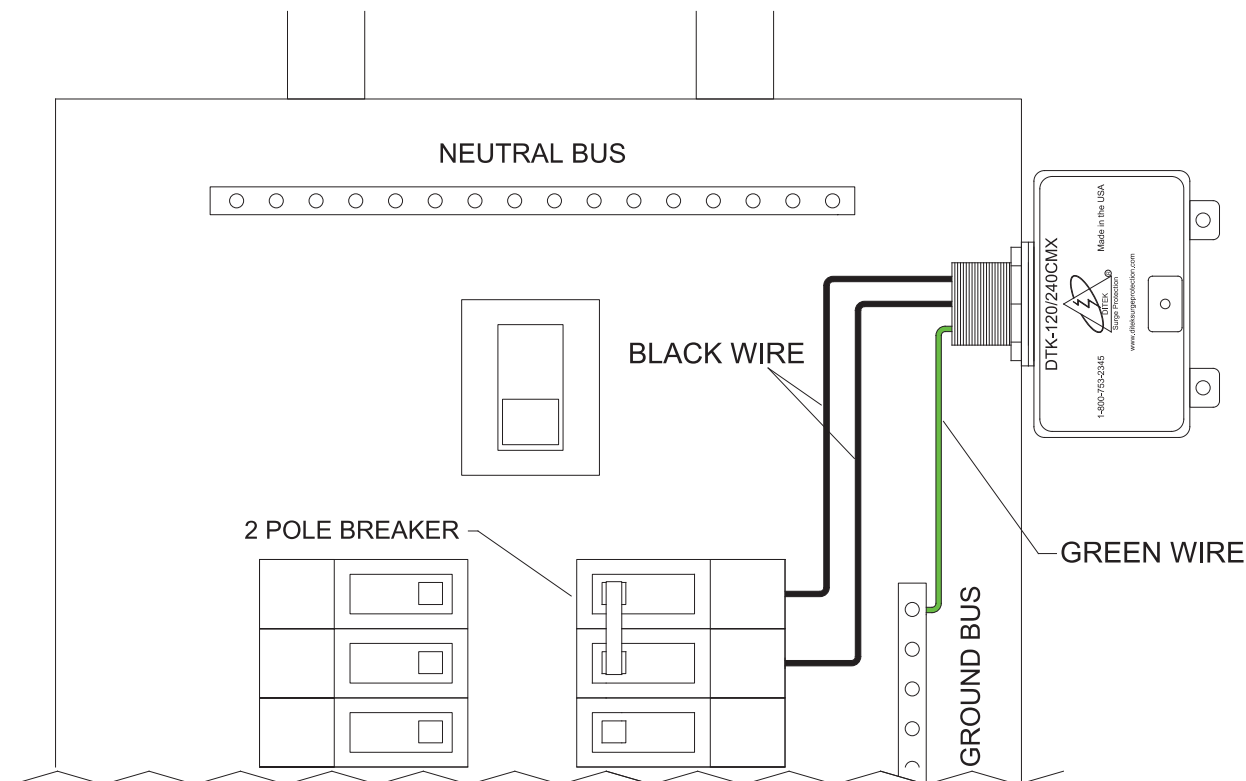 NEUTRAL BUS
BLACK WIRE
2 POLE BREAKER
GREEN WIRE
GROUND BUS
DTK-120/240CMX
DITEK
Surge Protection
1-800-753-2345
Made in the USA
www.diteksurgeprotection.com